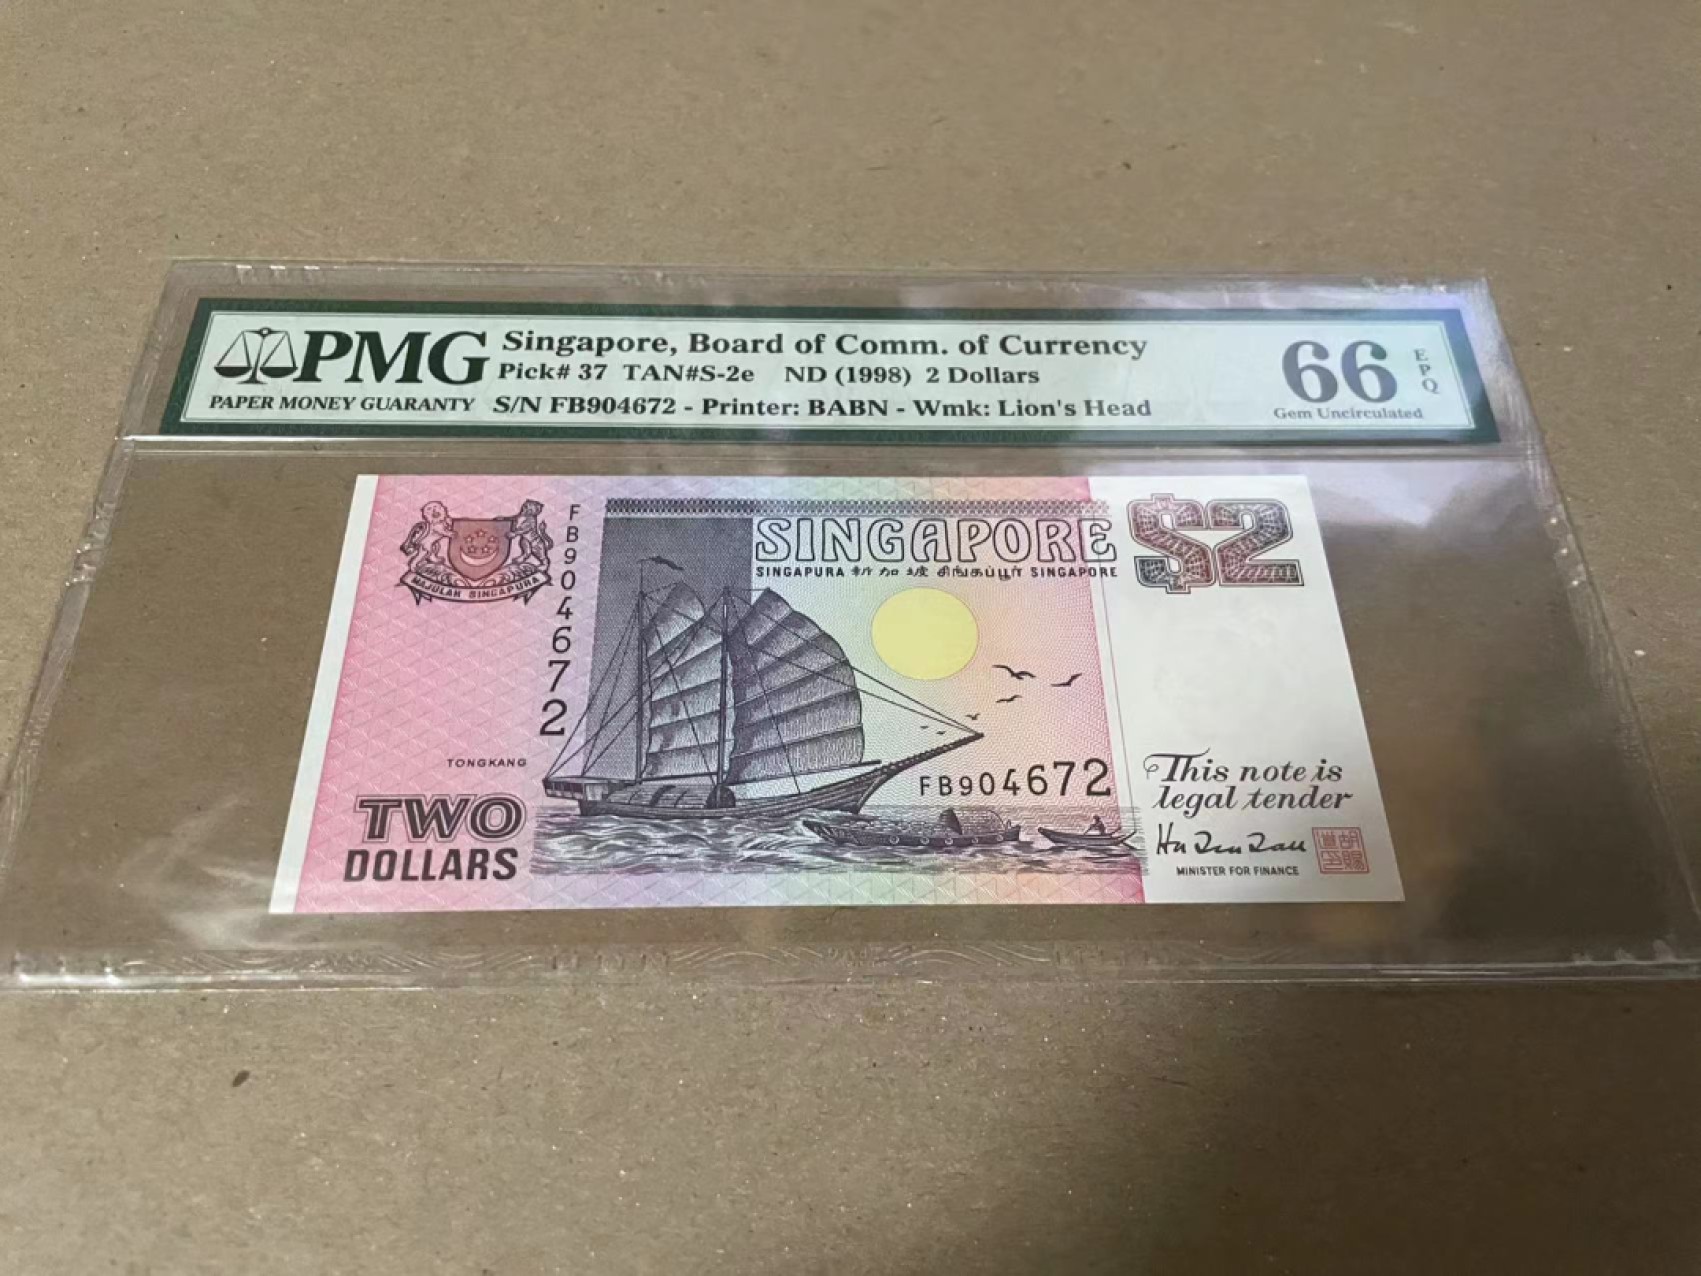 PMG
PAPER MONEY GUARANTY
Singapore, Board of Comm. of Currency
Pick# 37 TAN#S-2e ND (1998) 2 Dollars
S/N FB904672 - Printer: BABN - Wmk: Lion's Head
66
EPQ
Gem Uncirculated
MAJULAH SINGAPURA
FB904672
SINGAPORE
SINGAPURA 新加坡 சிங்கப்பூர் SINGAPORE
$2
TONGKANG
TWO
DOLLARS
FB904672
This note is
legal tender
MINISTER FOR FINANCE